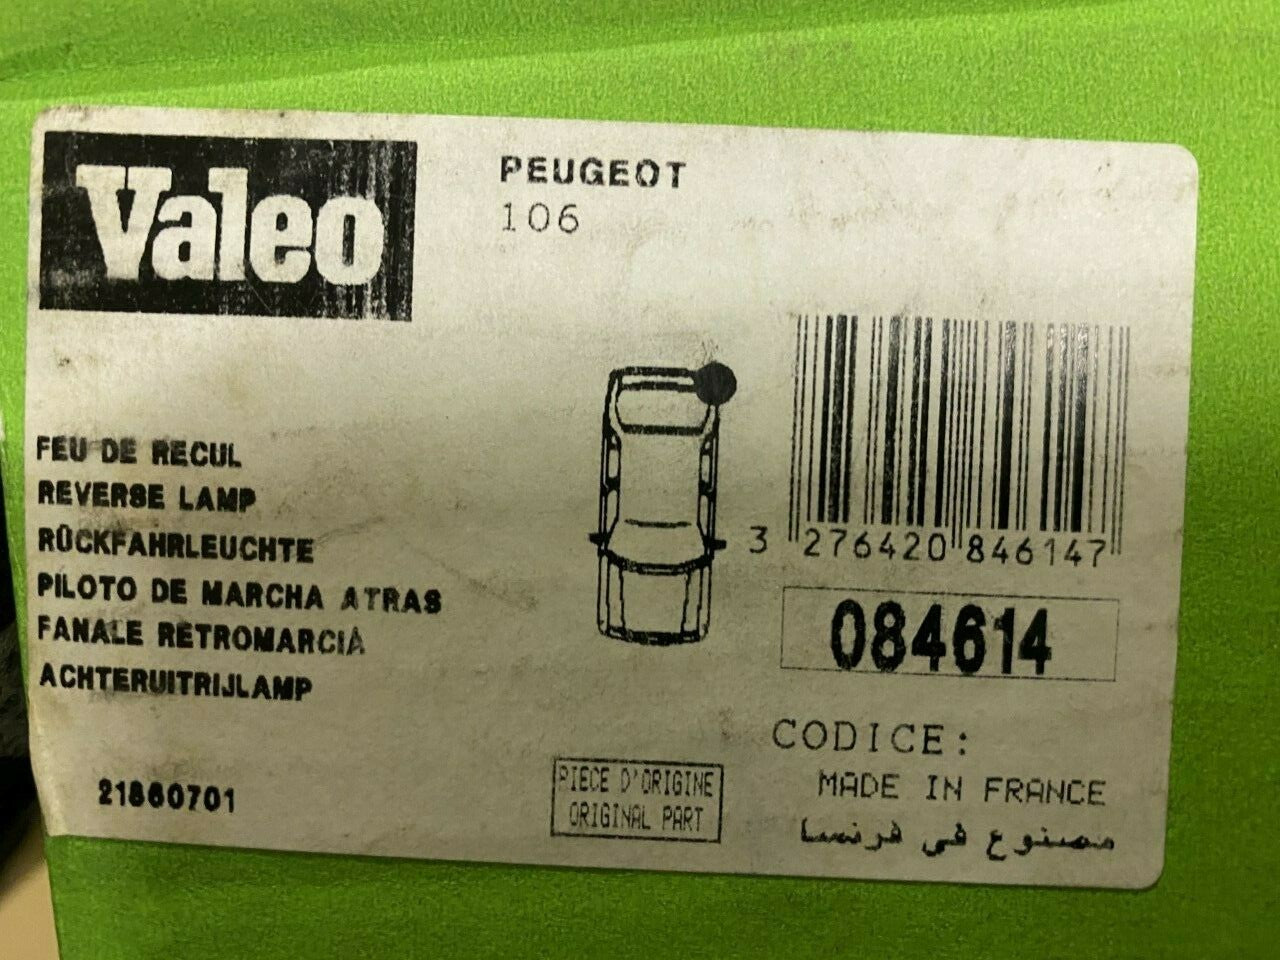 Valeo
PEUGEOT
106
FEU DE RECUL
REVERSE LAMP
RÜCKFAHRLEUCHTE
PILOTO DE MARCHA ATRAS
FANALE RETROMARCIA
ACHTERUITRIJLAMP
21860701
3 276420 846147
084614
CODICE:
MADE IN FRANCE
مصنوع في فرنسا
PIECE D'ORIGINE
ORIGINAL PART